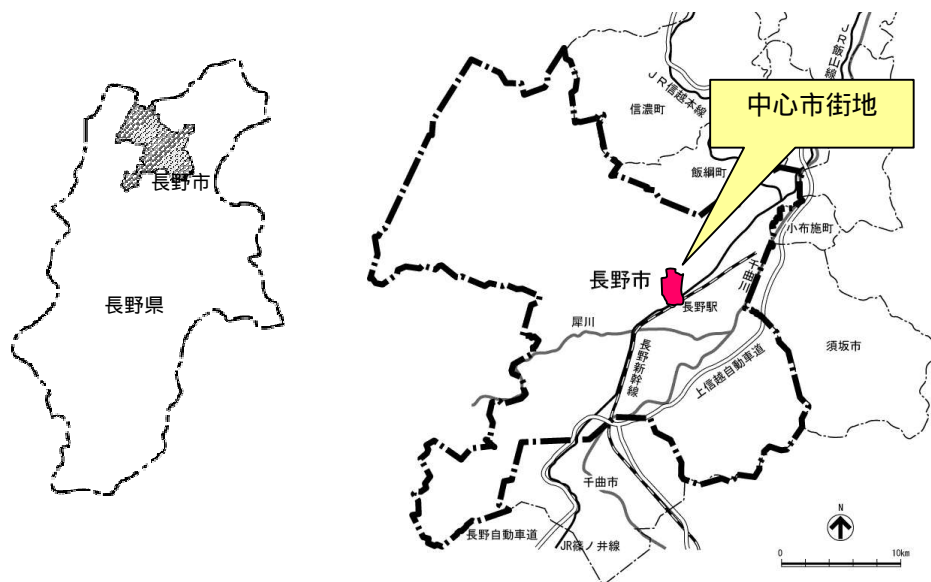 長野市
長野県
中心市街地
JR飯山線
JR信越本線
信濃町
飯綱町
小布施町
千曲川
長野市
長野駅
犀川
長野新幹線
上信越自動車道
須坂市
千曲市
長野自動車道
JR篠ノ井線
N
0
10km